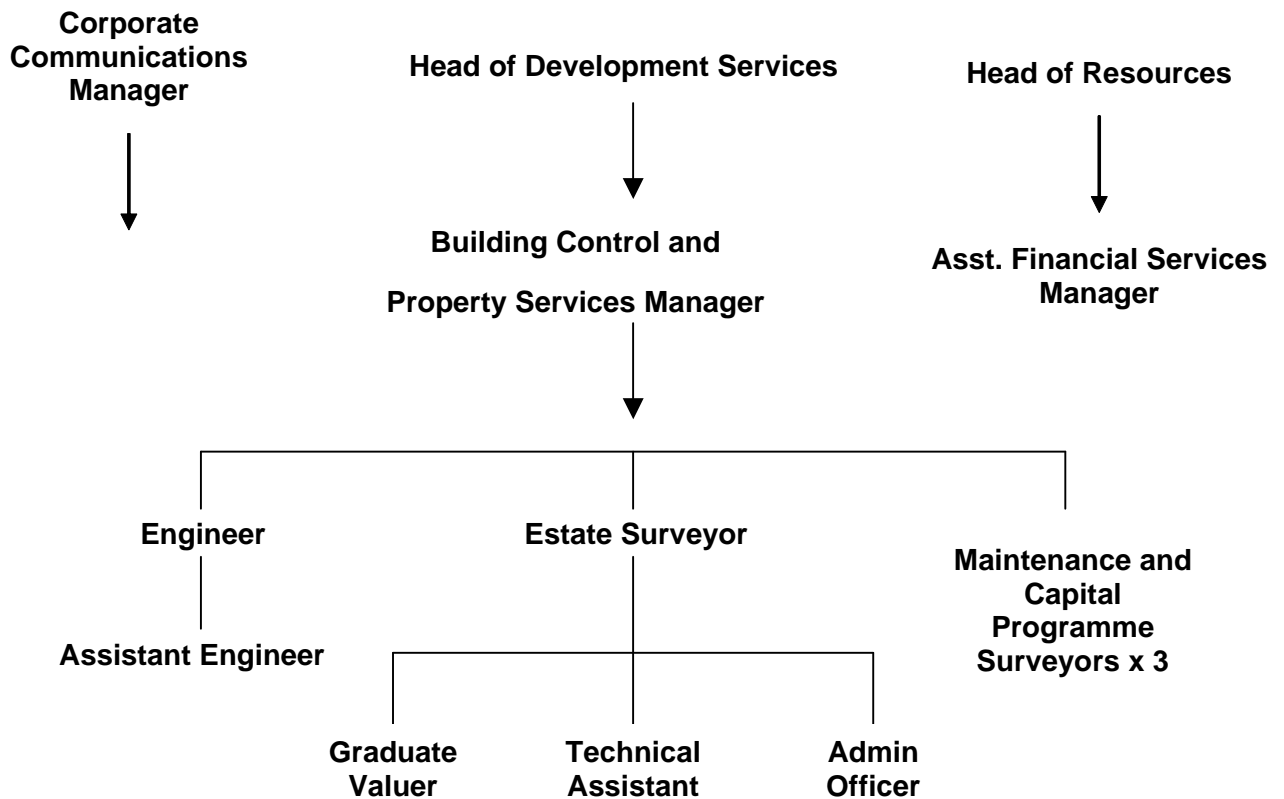 Corporate
Communications
Manager
Head of Development Services
Head of Resources
Building Control and
Property Services Manager
Asst. Financial Services
Manager
Engineer
Estate Surveyor
Maintenance and
Capital
Programme
Surveyors x 3
Assistant Engineer
Graduate
Valuer
Technical
Assistant
Admin
Officer